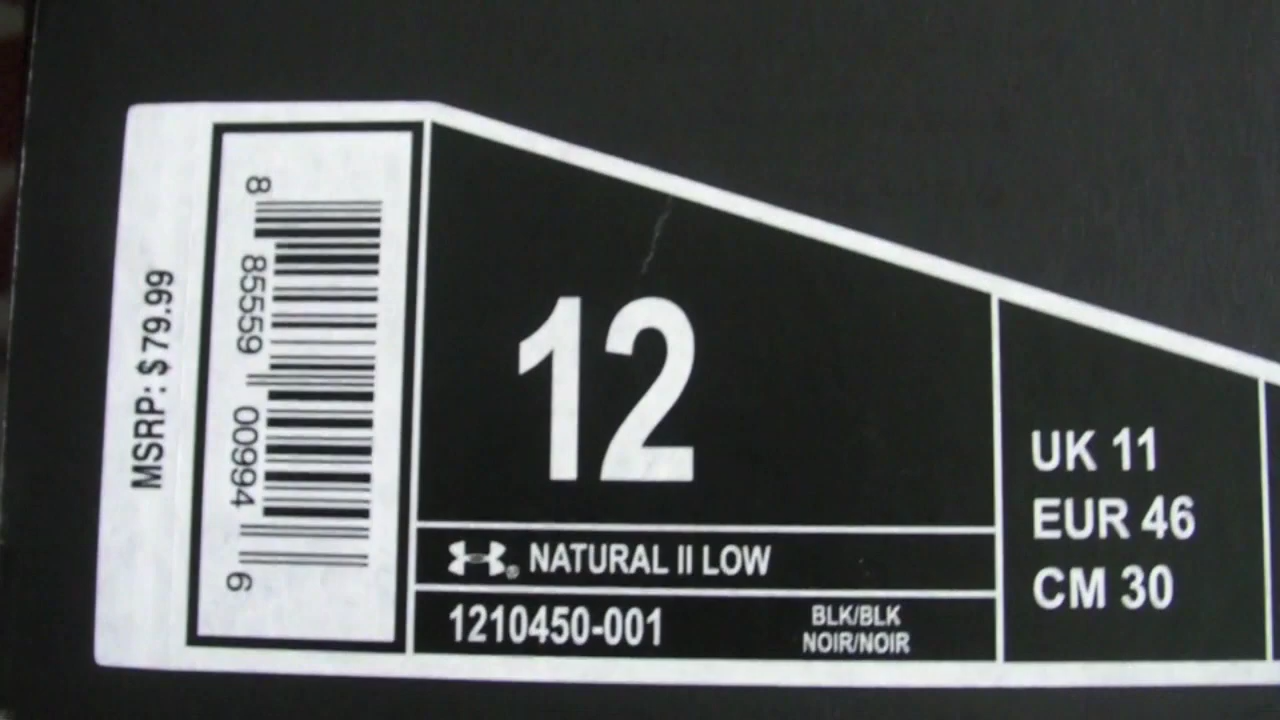 MSRP: $79.99
8 85559 00994 6
12
NATURAL II LOW
1210450-001
BLK/BLK
NOIR/NOIR
UK 11
EUR 46
CM 30